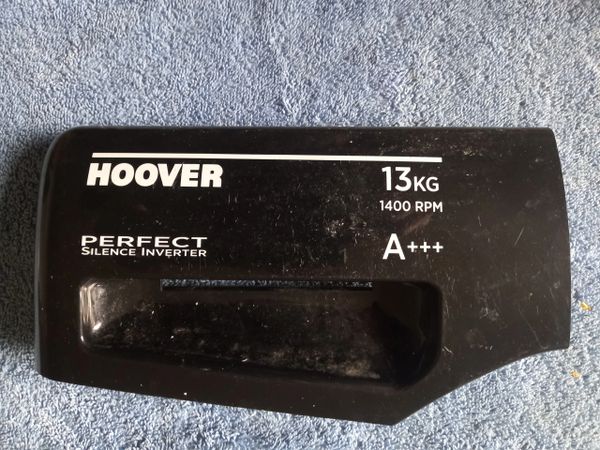 HOOVER
13KG
1400 RPM
PERFECT
SILENCE INVERTER
A+++